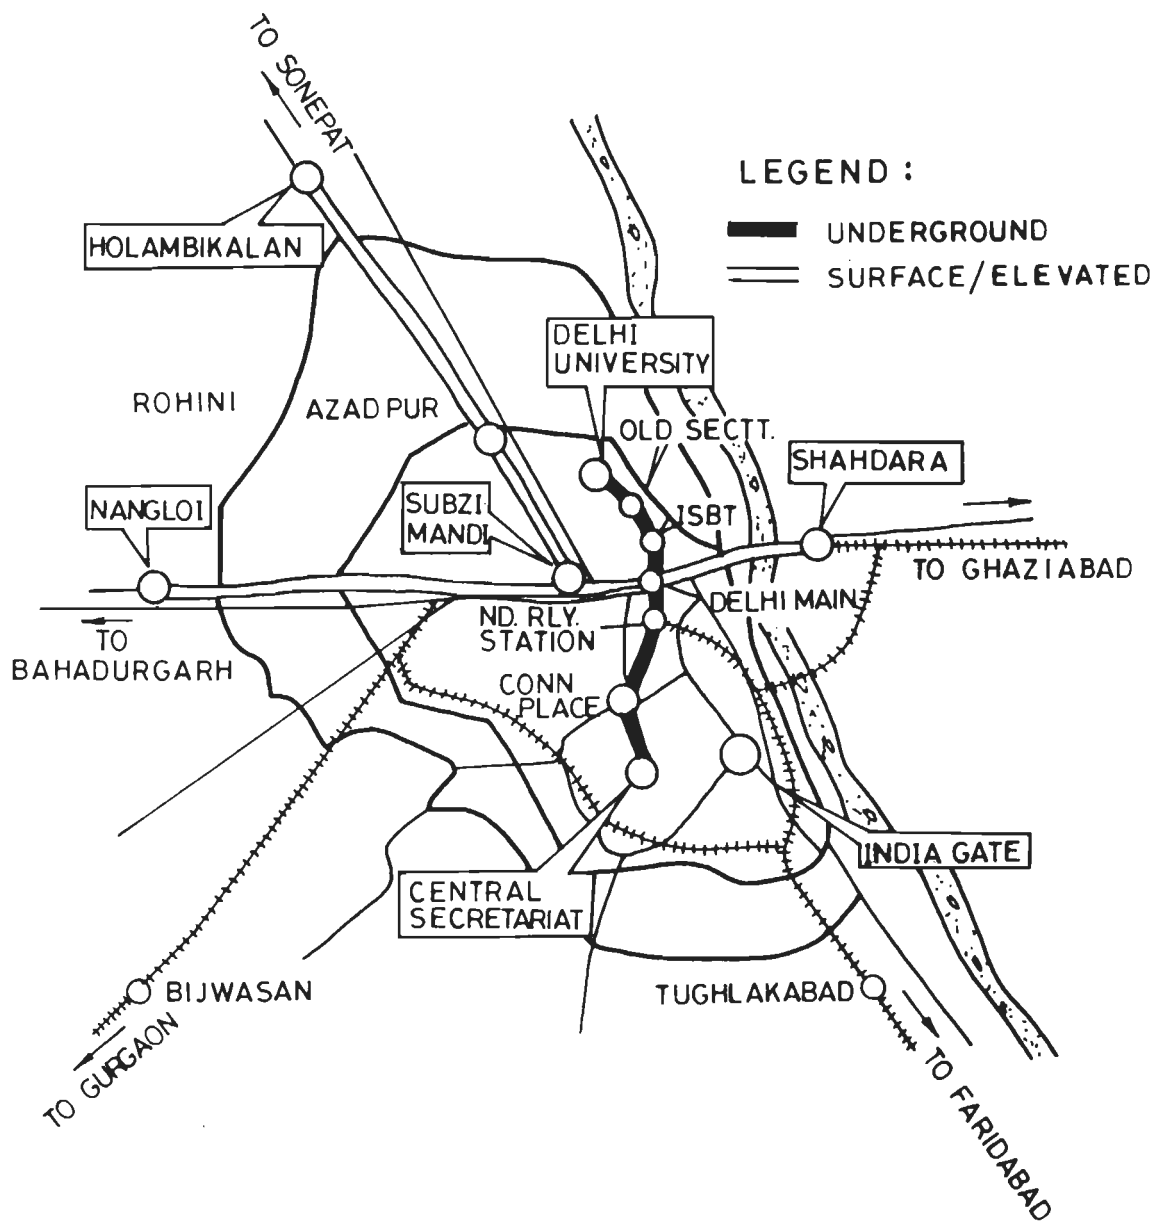 TO SONEPAT
LEGEND :
UNDERGROUND
SURFACE/ELEVATED
HOLAMBIKALAN
DELHI
UNIVERSITY
ROHINI
AZADPUR
OLD SECTT.
SHAHDARA
NANGLOI
SUBZI
MANDI
ISBT
TO GHAZIABAD
DELHI MAIN
ND. RLY.
STATION
TO
BAHADURGARH
CONN
PLACE
INDIA GATE
CENTRAL
SECRETARIAT
BIJWASAN
TUGHLAKABAD
TO GURGAON
TO FARIDABAD